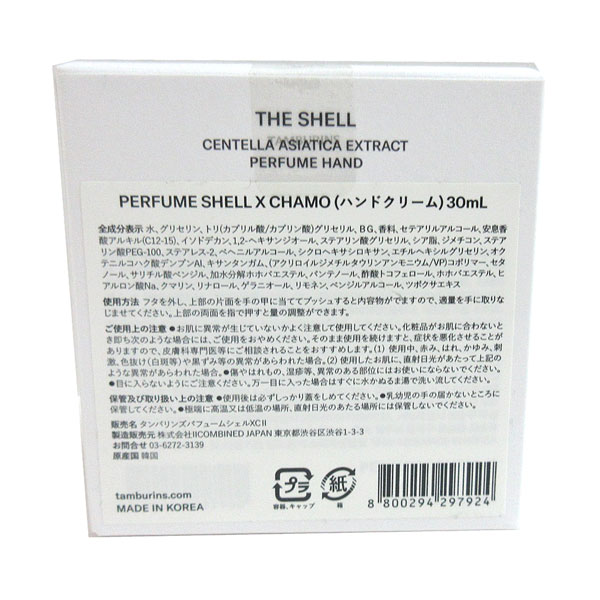 THE SHELL
CENTELLA ASIATICA EXTRACT
TAMBURINS
PERFUME HAND
PERFUME SHELL X CHAMO (ハンドクリーム) 30mL
全成分表示 水、グリセリン、トリ(カプリル酸/カプリン酸)グリセリル、BG、香料、セテアリルアルコール、安息香
酸アルキル(C12-15)、イソドデカン、1,2-ヘキサンジオール、ステアリン酸グリセリル、シア脂、ジメチコン、ステア
リン酸PEG-100、ステアレス-2、ベヘニルアルコール、シクロヘキサシロキサン、エチルヘキシルグリセリン、オク
テニルコハク酸デンプンAl、キサンタンガム、(アクリロイルジメチルタウリンアンモニウム/VP)コポリマー、セタ
ノール、サリチル酸ベンジル、加水分解ホホバエステル、パンテノール、酢酸トコフェロール、ホホバエステル、ヒ
アルロン酸Na、クマリン、リナロール、ゲラニオール、リモネン、ベンジルアルコール、ツボクサエキス
使用方法 フタを外し、上部の片面を手の甲に当ててプッシュすると内容物がでますので、適量を手に取りな
じませてください。上部の両面を指で押すと量の調整ができます。
ご使用上の注意 ●お肌に異常が生じていないかよく注意して使用してください。化粧品がお肌に合わないと
き即ち次のような場合には、ご使用をおやめください。そのまま使用を続けますと、症状を悪化させることが
ありますので、皮膚科専門医等にご相談されることをおすすめします。(1) 使用中、赤み、はれ、かゆみ、刺
激、色抜け(白斑等)や黒ずみ等の異常があらわれた場合。(2) 使用したお肌に、直射日光があたって上記の
ような異常があらわれた場合。●傷やはれもの、湿疹等、異常のある部位にはお使いにならないでください。
●目に入らないようにご注意ください。万一目に入った場合はすぐに水かぬるま湯で洗い流してください。
保管及び取り扱い上の注意 ●使用後は必ずしっかり蓋をしめてください。●乳幼児の手の届かないところに
保管してください。●極端に高温又は低温の場所、直射日光のあたる場所には保管しないでください。
販売名 タンバリンズパフュームシェルXCII
製造販売元 株式会社IICOMBINED JAPAN 東京都渋谷区渋谷1-3-3
お問合せ 03-6272-3139
原産国 韓国
tamburins.com
MADE IN KOREA
プラ
容器、キャップ
紙
箱
8 800294 297924